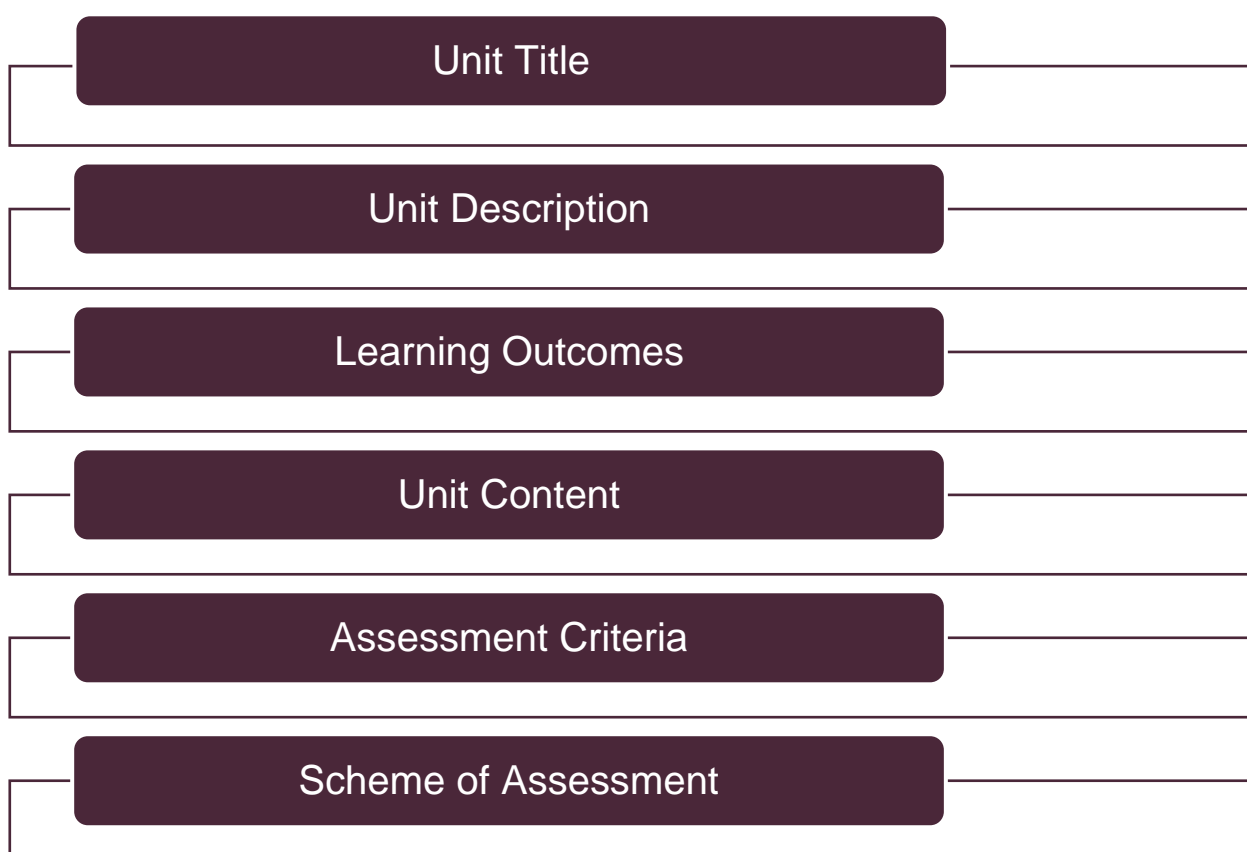 Unit Title
Unit Description
Learning Outcomes
Unit Content
Assessment Criteria
Scheme of Assessment